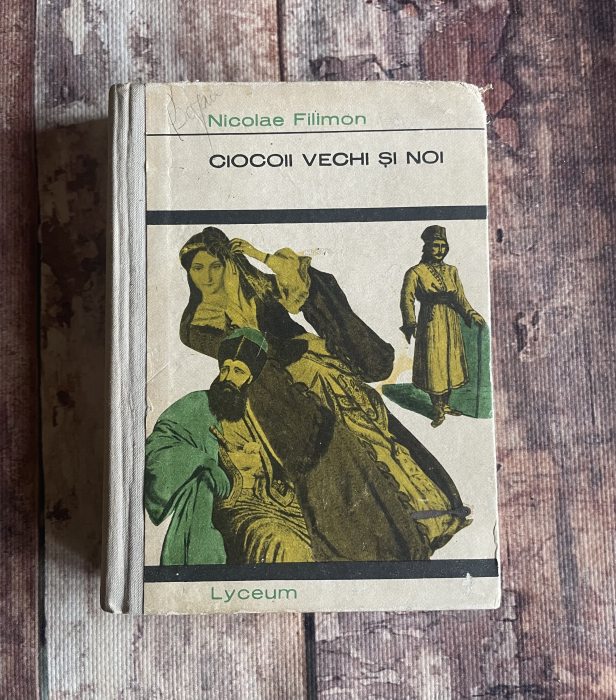 Nicolae Filimon
CIOCOII VECHI ȘI NOI
Lyceum